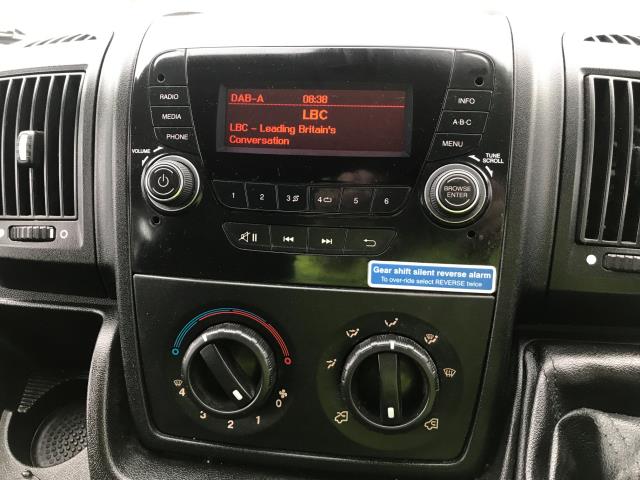 RADIO
MEDIA
PHONE
VOLUME
DAB-A 08:38
LBC
LBC - Leading Britain's
Conversation
INFO
A-B-C
MENU
TUNE
SCROLL
BROWSE
ENTER
1 2 3 4 5 6
Gear shift silent reverse alarm
To over-ride select REVERSE twice
4 3 2 1 0